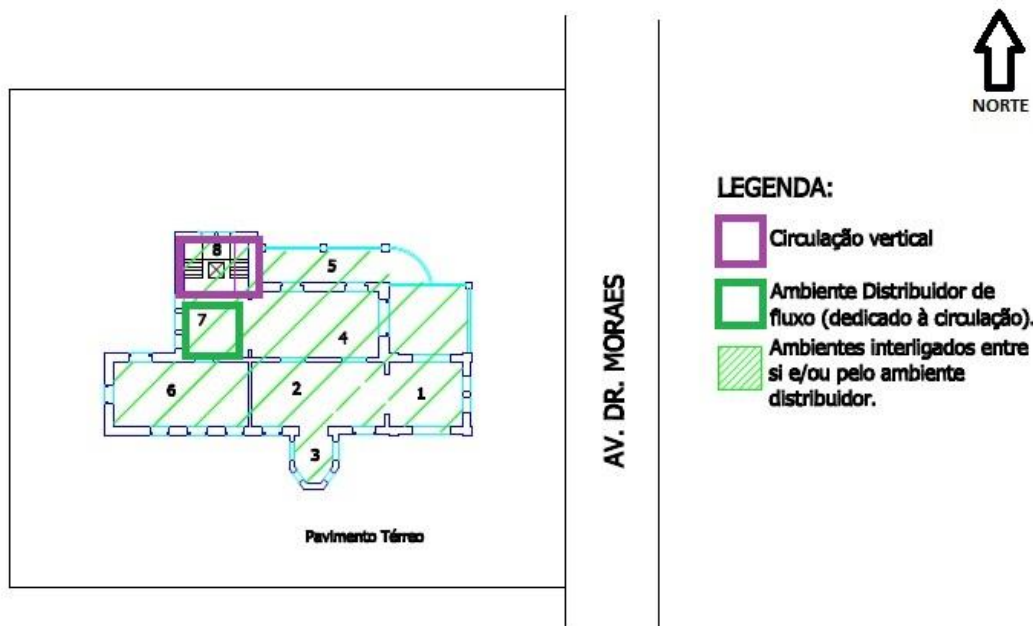 NORTE
LEGENDA:
Circulação vertical
Ambiente Distribuidor de
fluxo (dedicado à circulação).
Ambientes interligados entre
si e/ou pelo ambiente
distribuidor.
AV. DR. MORAES
8
5
7
4
6
2
1
3
Pavimento Térreo